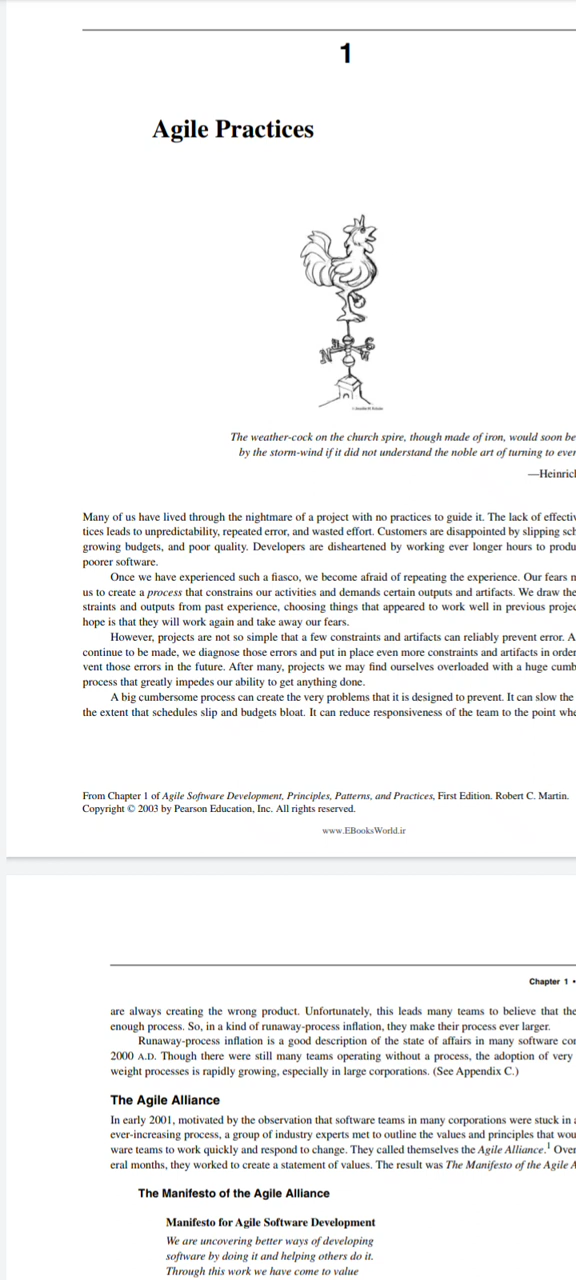 1
Agile Practices
The weather-cock on the church spire, though made of iron, would soon be
by the storm-wind if it did not understand the noble art of turning to ever
—Heinrich
Many of us have lived through the nightmare of a project with no practices to guide it. The lack of effectiv
tices leads to unpredictability, repeated error, and wasted effort. Customers are disappointed by slipping sch
growing budgets, and poor quality. Developers are disheartened by working ever longer hours to produ
poorer software.
Once we have experienced such a fiasco, we become afraid of repeating the experience. Our fears m
us to create a process that constrains our activities and demands certain outputs and artifacts. We draw the
straints and outputs from past experience, choosing things that appeared to work well in previous projec
hope is that they will work again and take away our fears.
However, projects are not so simple that a few constraints and artifacts can reliably prevent error. A
continue to be made, we diagnose those errors and put in place even more constraints and artifacts in order
vent those errors in the future. After many, projects we may find ourselves overloaded with a huge cumb
process that greatly impedes our ability to get anything done.
A big cumbersome process can create the very problems that it is designed to prevent. It can slow the
the extent that schedules slip and budgets bloat. It can reduce responsiveness of the team to the point whe
From Chapter 1 of Agile Software Development, Principles, Patterns, and Practices, First Edition. Robert C. Martin.
Copyright © 2003 by Pearson Education, Inc. All rights reserved.
www.EBooksWorld.ir
Chapter 1 •
are always creating the wrong product. Unfortunately, this leads many teams to believe that the
enough process. So, in a kind of runaway-process inflation, they make their process ever larger.
Runaway-process inflation is a good description of the state of affairs in many software com
2000 A.D. Though there were still many teams operating without a process, the adoption of very
weight processes is rapidly growing, especially in large corporations. (See Appendix C.)
The Agile Alliance
In early 2001, motivated by the observation that software teams in many corporations were stuck in a
ever-increasing process, a group of industry experts met to outline the values and principles that wou
ware teams to work quickly and respond to change. They called themselves the Agile Alliance.1 Over
eral months, they worked to create a statement of values. The result was The Manifesto of the Agile A
The Manifesto of the Agile Alliance
Manifesto for Agile Software Development
We are uncovering better ways of developing
software by doing it and helping others do it.
Through this work we have come to value